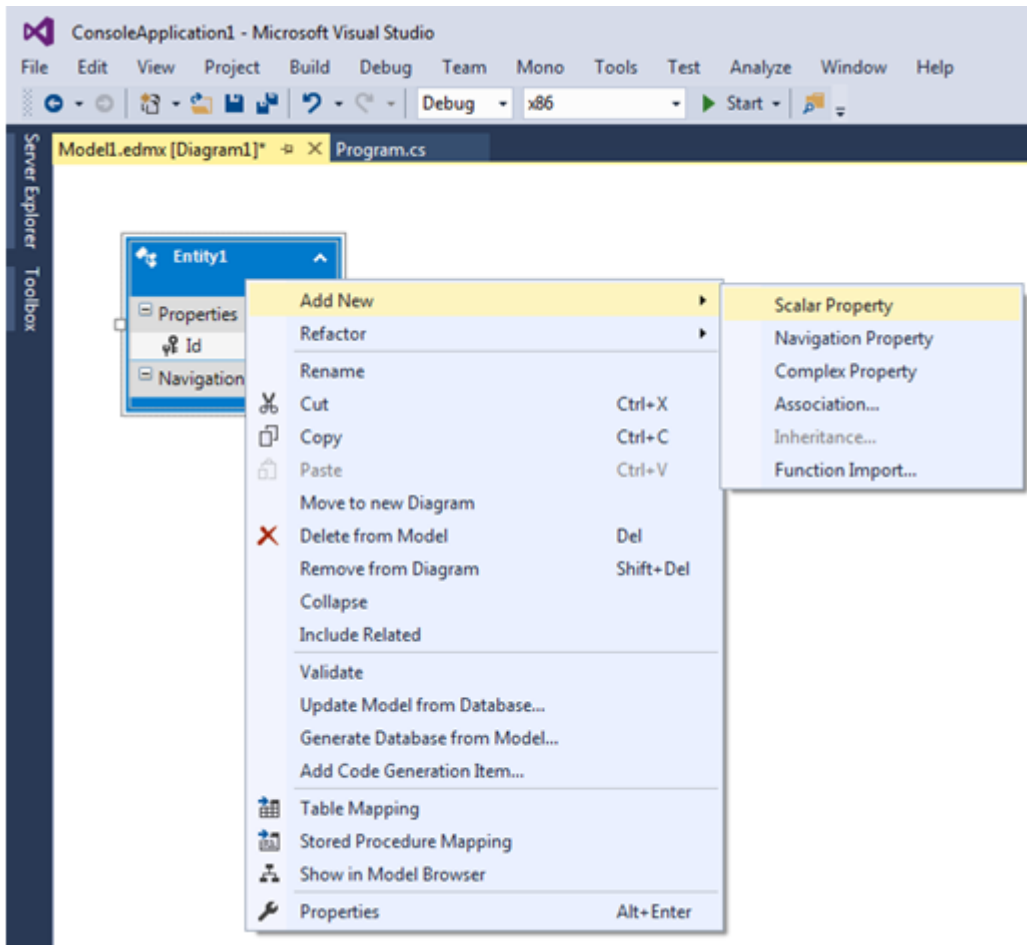 ConsoleApplication1 - Microsoft Visual Studio
File Edit View Project Build Debug Team Mono Tools Test Analyze Window Help
Debug x86 Start
Server Explorer
Toolbox
Model1.edmx [Diagram1]* Program.cs
Entity1
Properties
Id
Navigation
Add New
Refactor
Rename
Cut Ctrl+X
Copy Ctrl+C
Paste Ctrl+V
Move to new Diagram
Delete from Model Del
Remove from Diagram Shift+Del
Collapse
Include Related
Validate
Update Model from Database...
Generate Database from Model...
Add Code Generation Item...
Table Mapping
Stored Procedure Mapping
Show in Model Browser
Properties Alt+Enter
Scalar Property
Navigation Property
Complex Property
Association...
Inheritance...
Function Import...